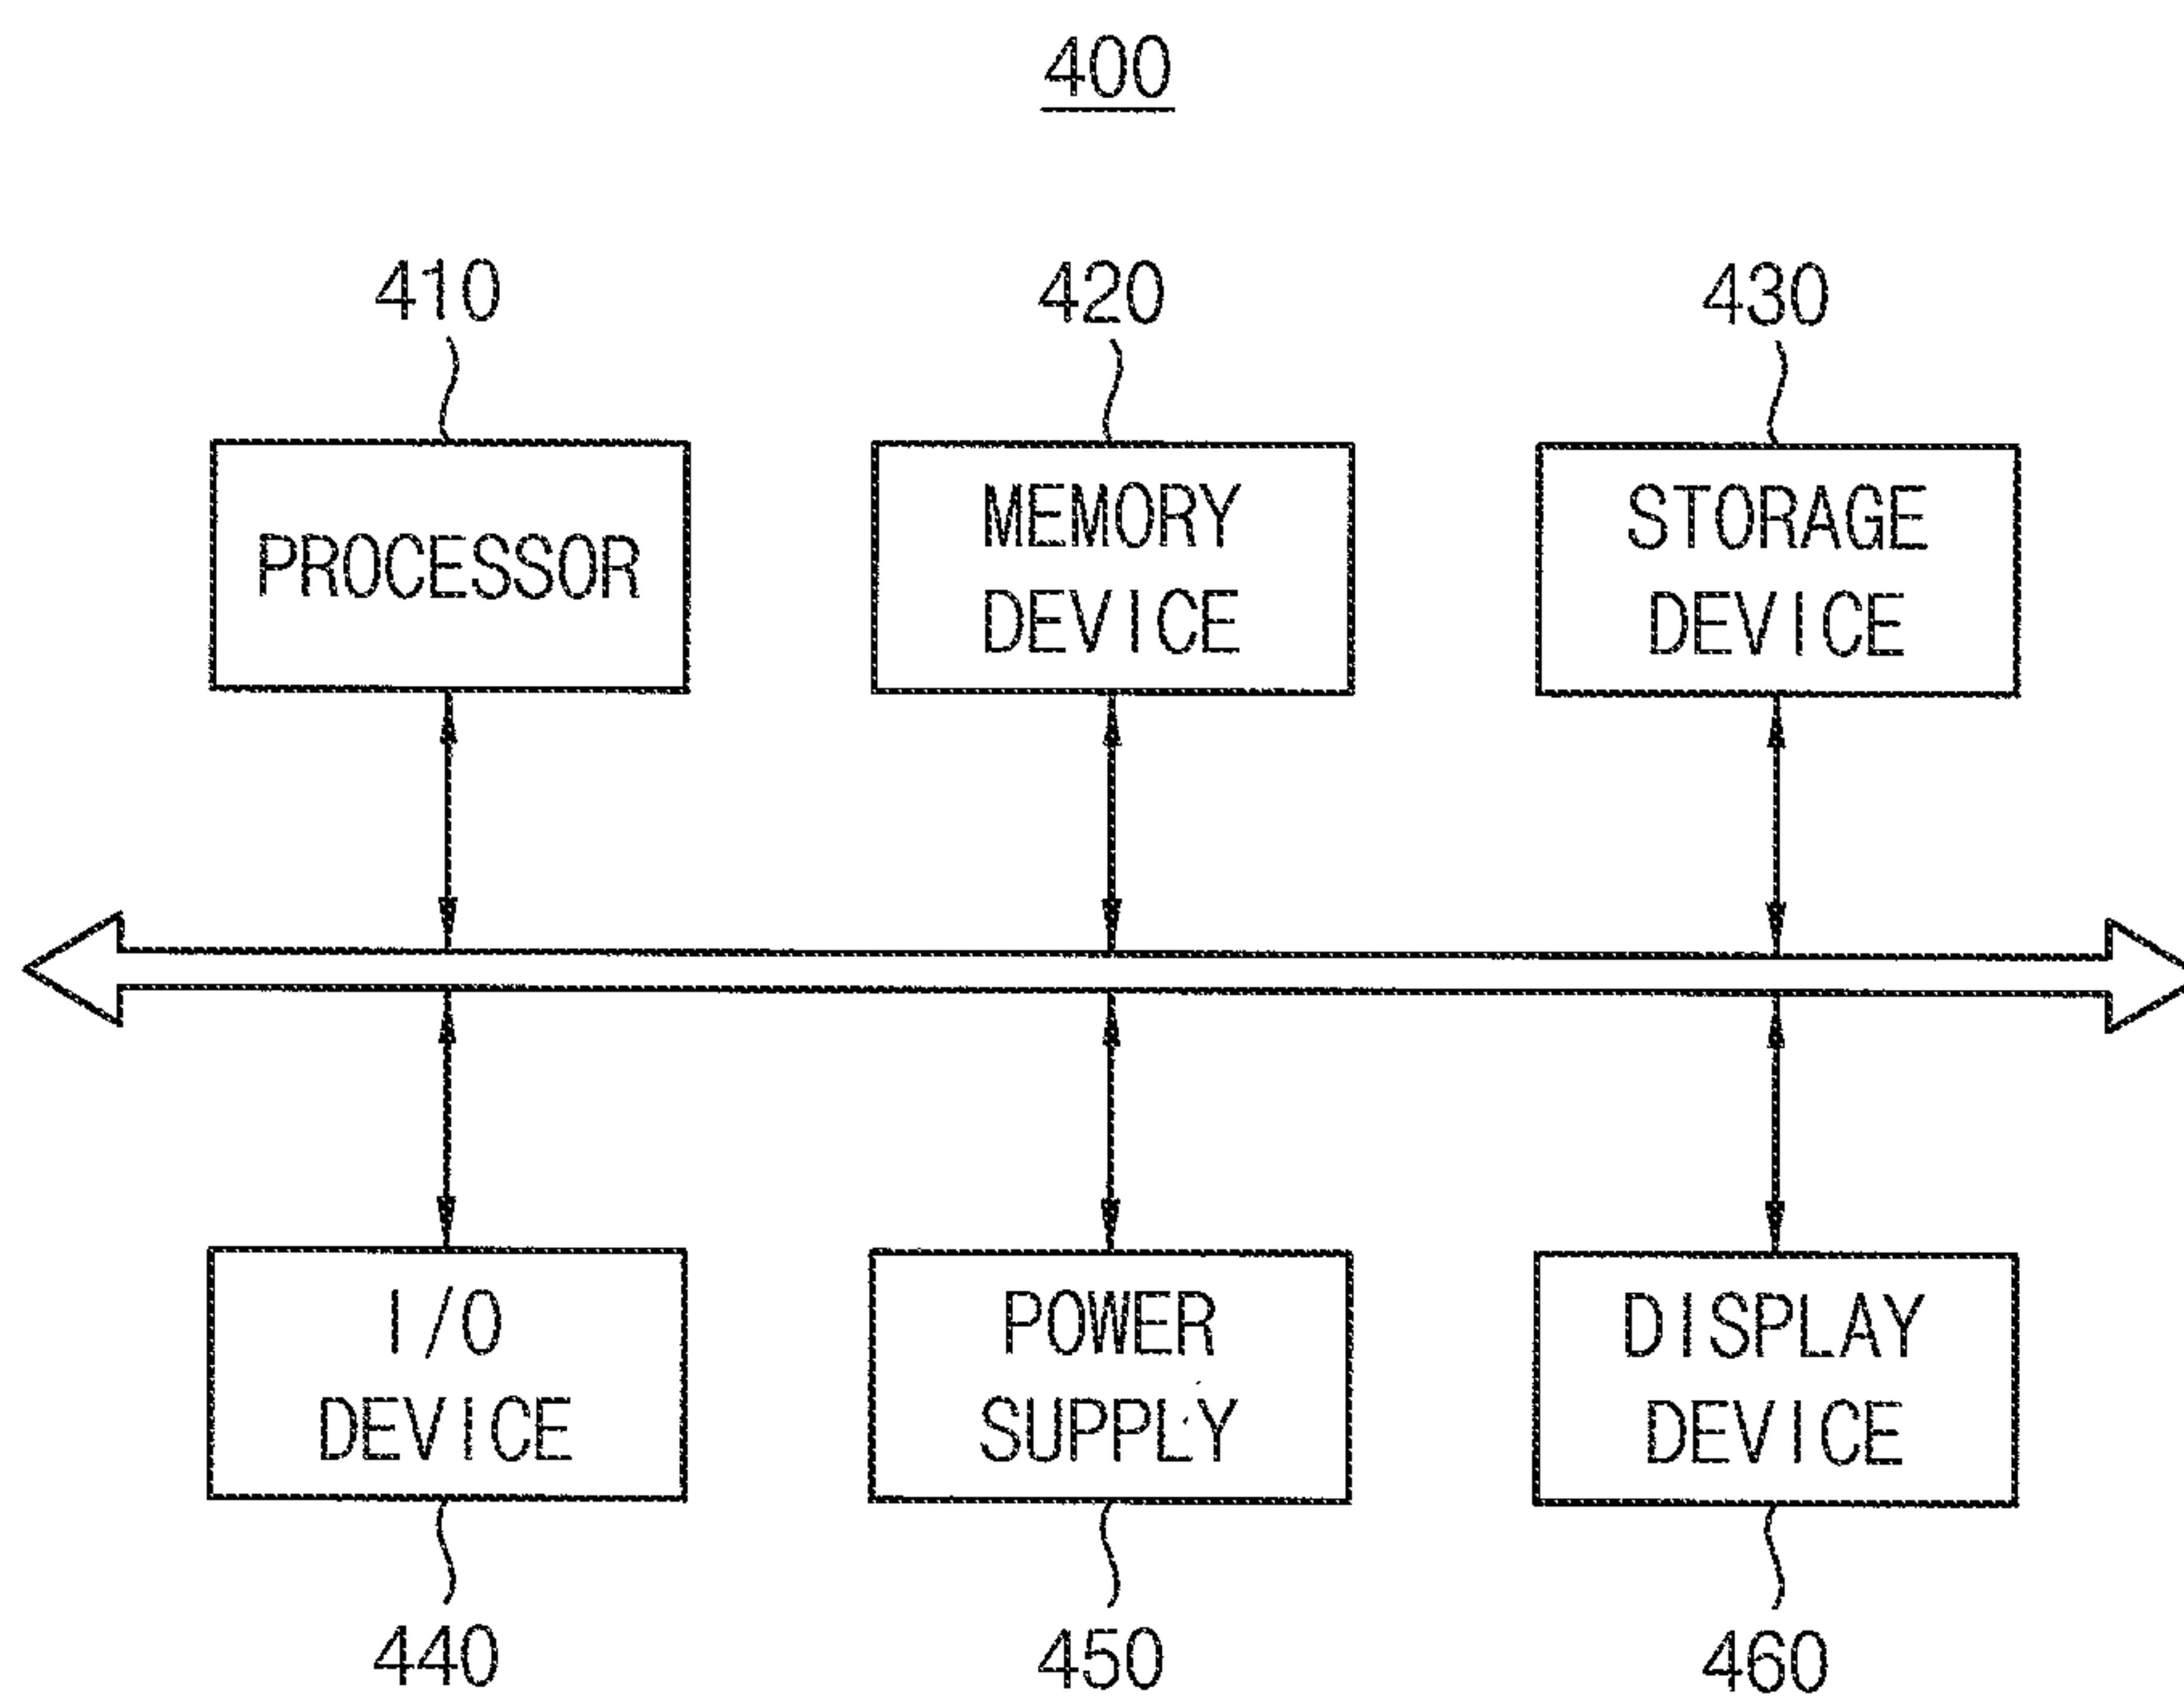 400
410
420
430
PROCESSOR
MEMORY
DEVICE
STORAGE
DEVICE
I/O
DEVICE
POWER
SUPPLY
DISPLAY
DEVICE
440
450
460